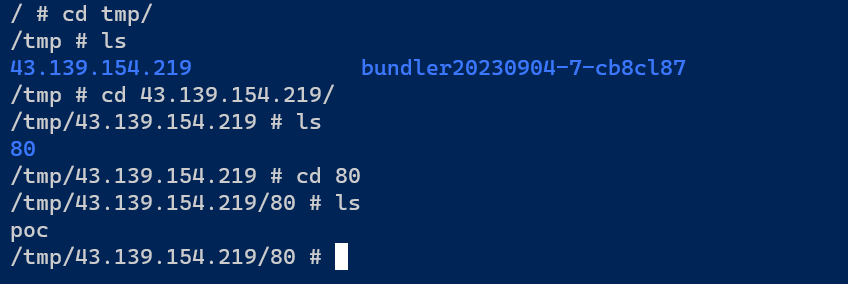 / # cd tmp/
/tmp # ls
43.139.154.219 bundler20230904-7-cb8cl87
/tmp # cd 43.139.154.219/
/tmp/43.139.154.219 # ls
80
/tmp/43.139.154.219 # cd 80
/tmp/43.139.154.219/80 # ls
poc
/tmp/43.139.154.219/80 #